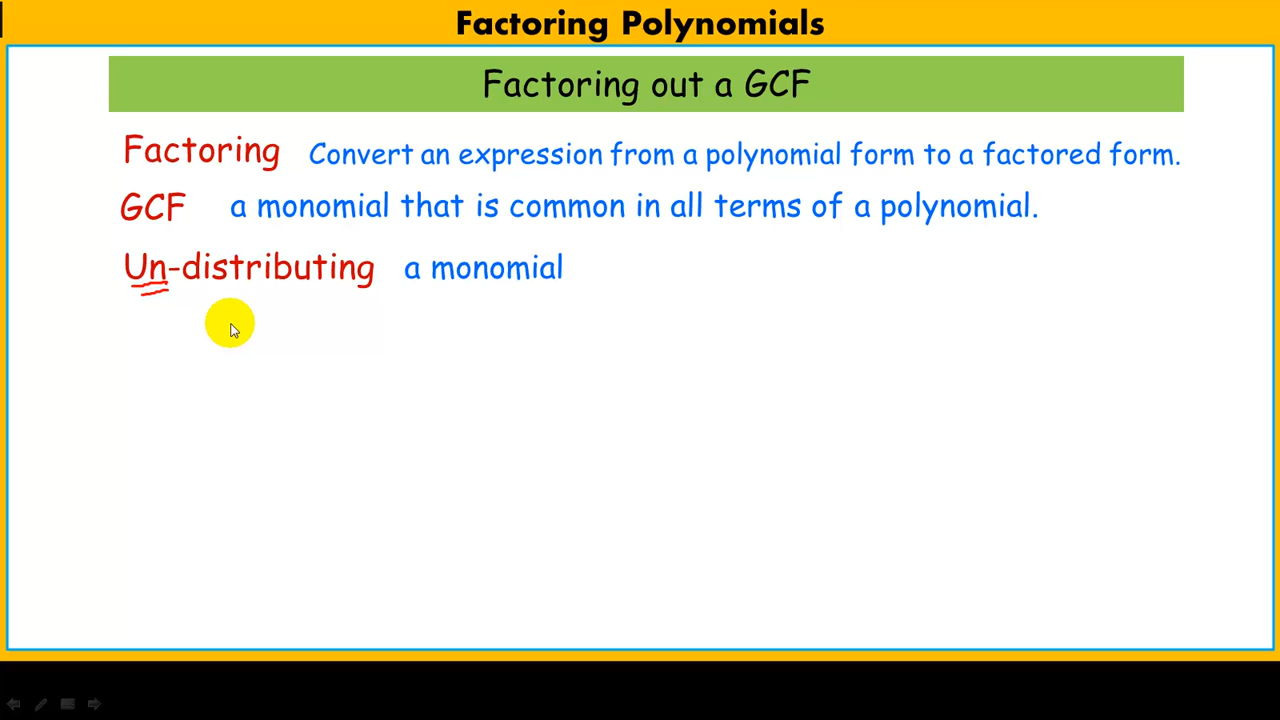 Factoring Polynomials
Factoring out a GCF
Factoring Convert an expression from a polynomial form to a factored form.
GCF a monomial that is common in all terms of a polynomial.
Un-distributing a monomial